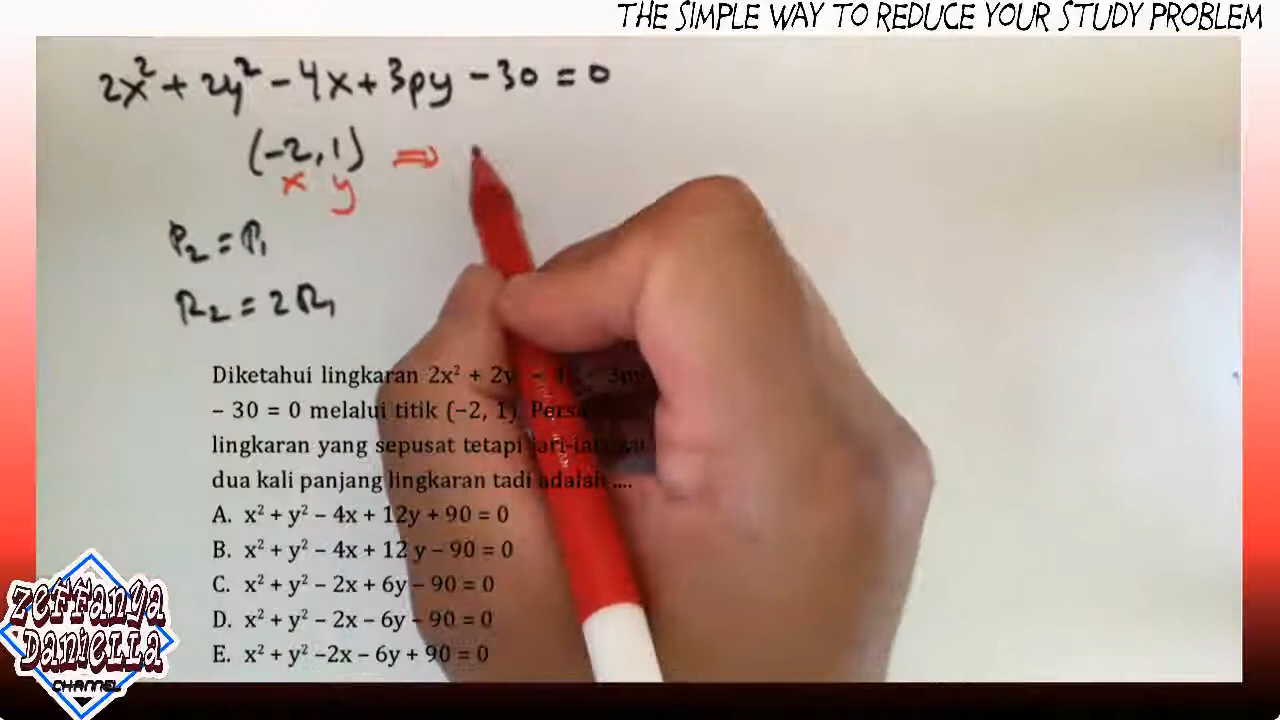 THE SIMPLE WAY TO REDUCE YOUR STUDY PROBLEM
2x² + 2y² - 4x + 3py - 30 = 0
(-2, 1) ⇒
x y
P₂ = P₁
R₂ = 2R₁
Diketahui lingkaran 2x² + 2y
− 30 = 0 melalui titik (−2, 1).
lingkaran yang sepusat tetapi
dua kali panjang lingkaran tadi adalah ....
A. x² + y² − 4x + 12y + 90 = 0
B. x² + y² − 4x + 12 y − 90 = 0
C. x² + y² − 2x + 6y − 90 = 0
D. x² + y² − 2x − 6y − 90 = 0
E. x² + y² −2x − 6y + 90 = 0
Zeffanya
Daniella
CHANNEL